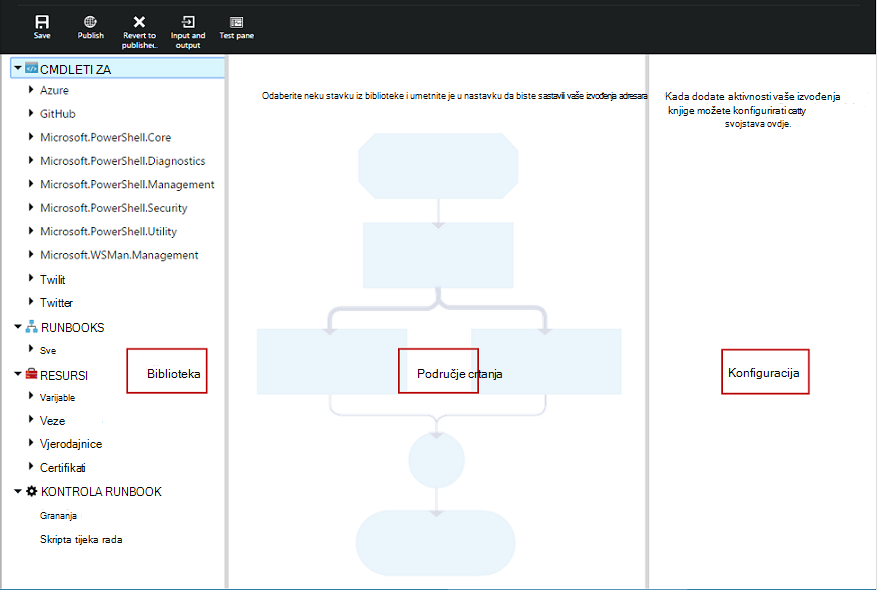 Save
Publish
Revert to
publishe..
Input and
output
Test pane
CMDLETI ZA
Azure
GitHub
Microsoft.PowerShell.Core
Microsoft.PowerShell.Diagnostics
Microsoft.PowerShell.Management
Microsoft.PowerShell.Security
Microsoft.PowerShell.Utility
Microsoft.WSMan.Management
Twilit
Twitter
RUNBOOKS
Sve
RESURSI
Varijable
Veze
Vjerodajnice
Certifikati
KONTROLA RUNBOOK
Grananja
Skripta tijeka rada
Biblioteka
Odaberite neku stavku iz biblioteke i umetnite je u nastavku da biste sastavili vaše izvođenja adresara
Područje crtanja
Kada dodate aktivnosti vaše izvođenja
knjige možete konfigurirati catty
svojstava ovdje.
Konfiguracija